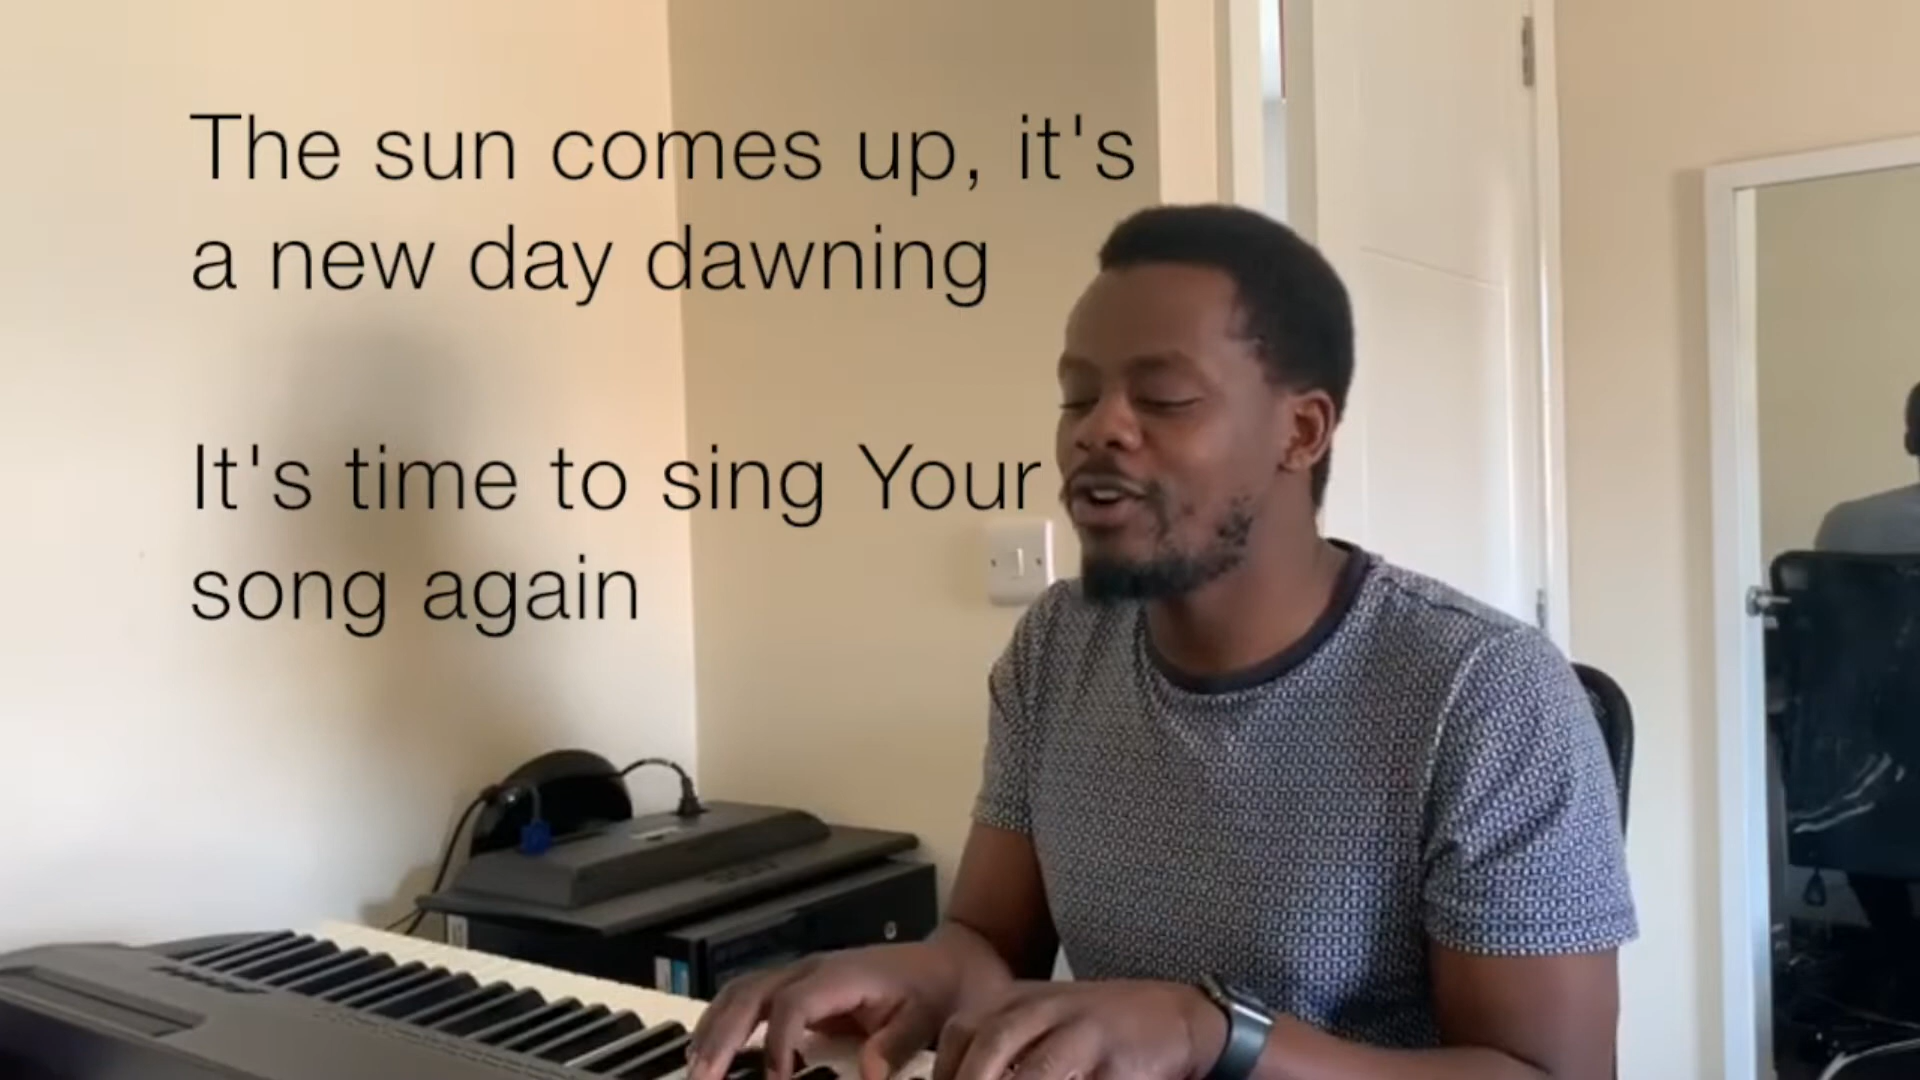 The sun comes up, it's
a new day dawning
It's time to sing Your
song again